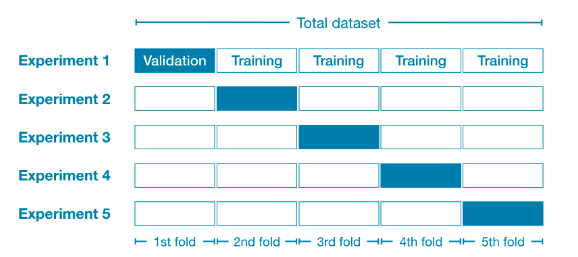 Total dataset
Experiment 1 Validation Training Training Training Training
Experiment 2
Experiment 3
Experiment 4
Experiment 5
1st fold 2nd fold 3rd fold 4th fold 5th fold